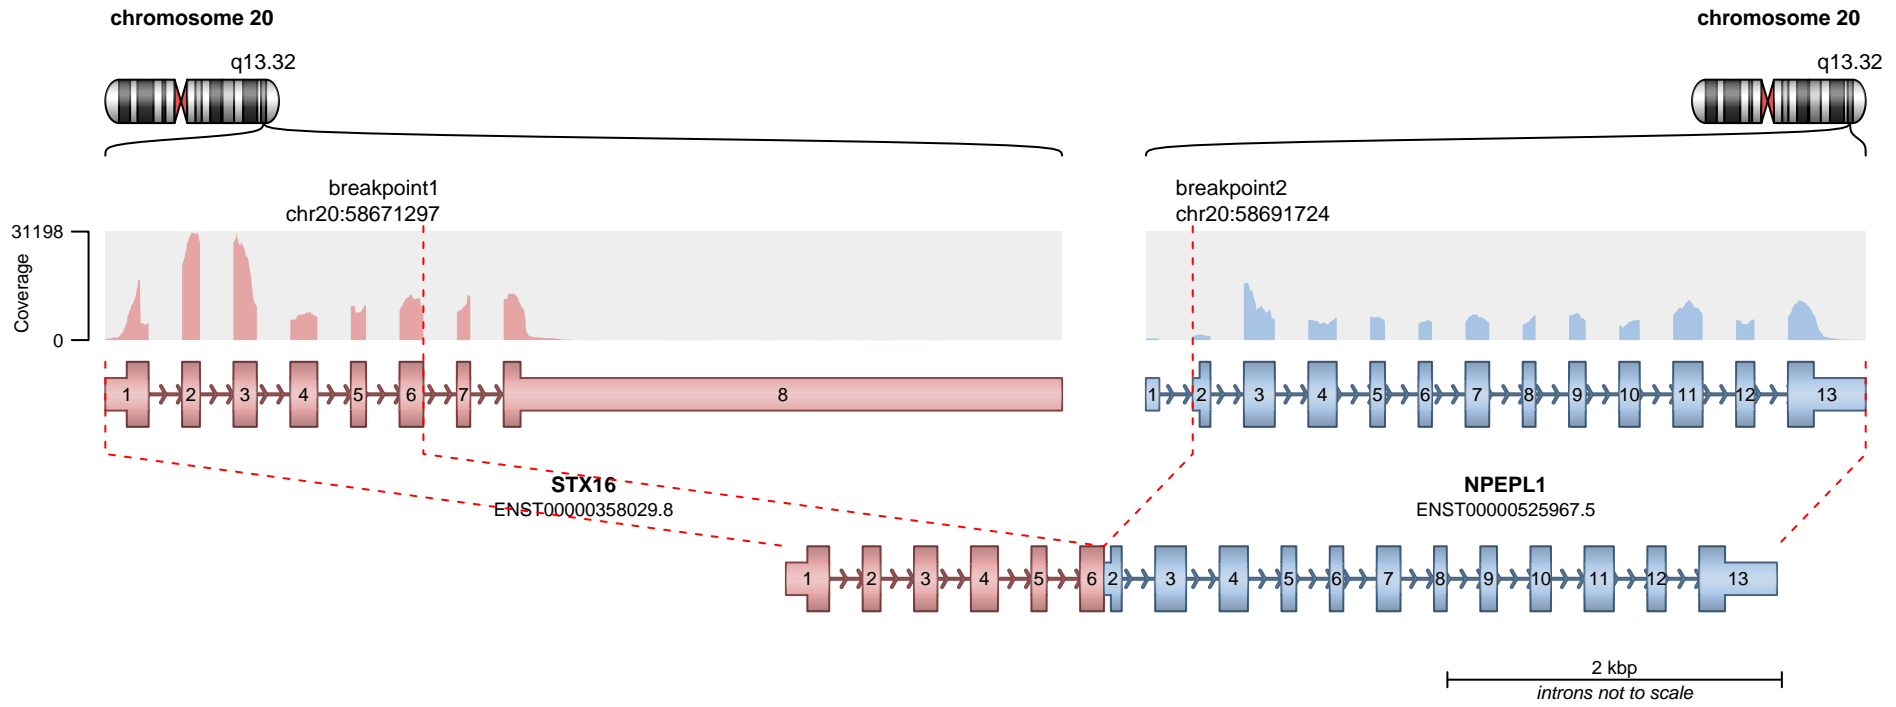 chromosome 20
chromosome 20
q13.32
q13.32
breakpoint1
chr20:58671297
breakpoint2
chr20:58691724
31198
Coverage
0
1 2 3 4 5 6 7 8
1 2 3 4 5 6 7 8 9 10 11 12 13
STX16
ENST00000358029.8
NPEPL1
ENST00000525967.5
1 2 3 4 5 6 2 3 4 5 6 7 8 9 10 11 12 13
2 kbp
introns not to scale